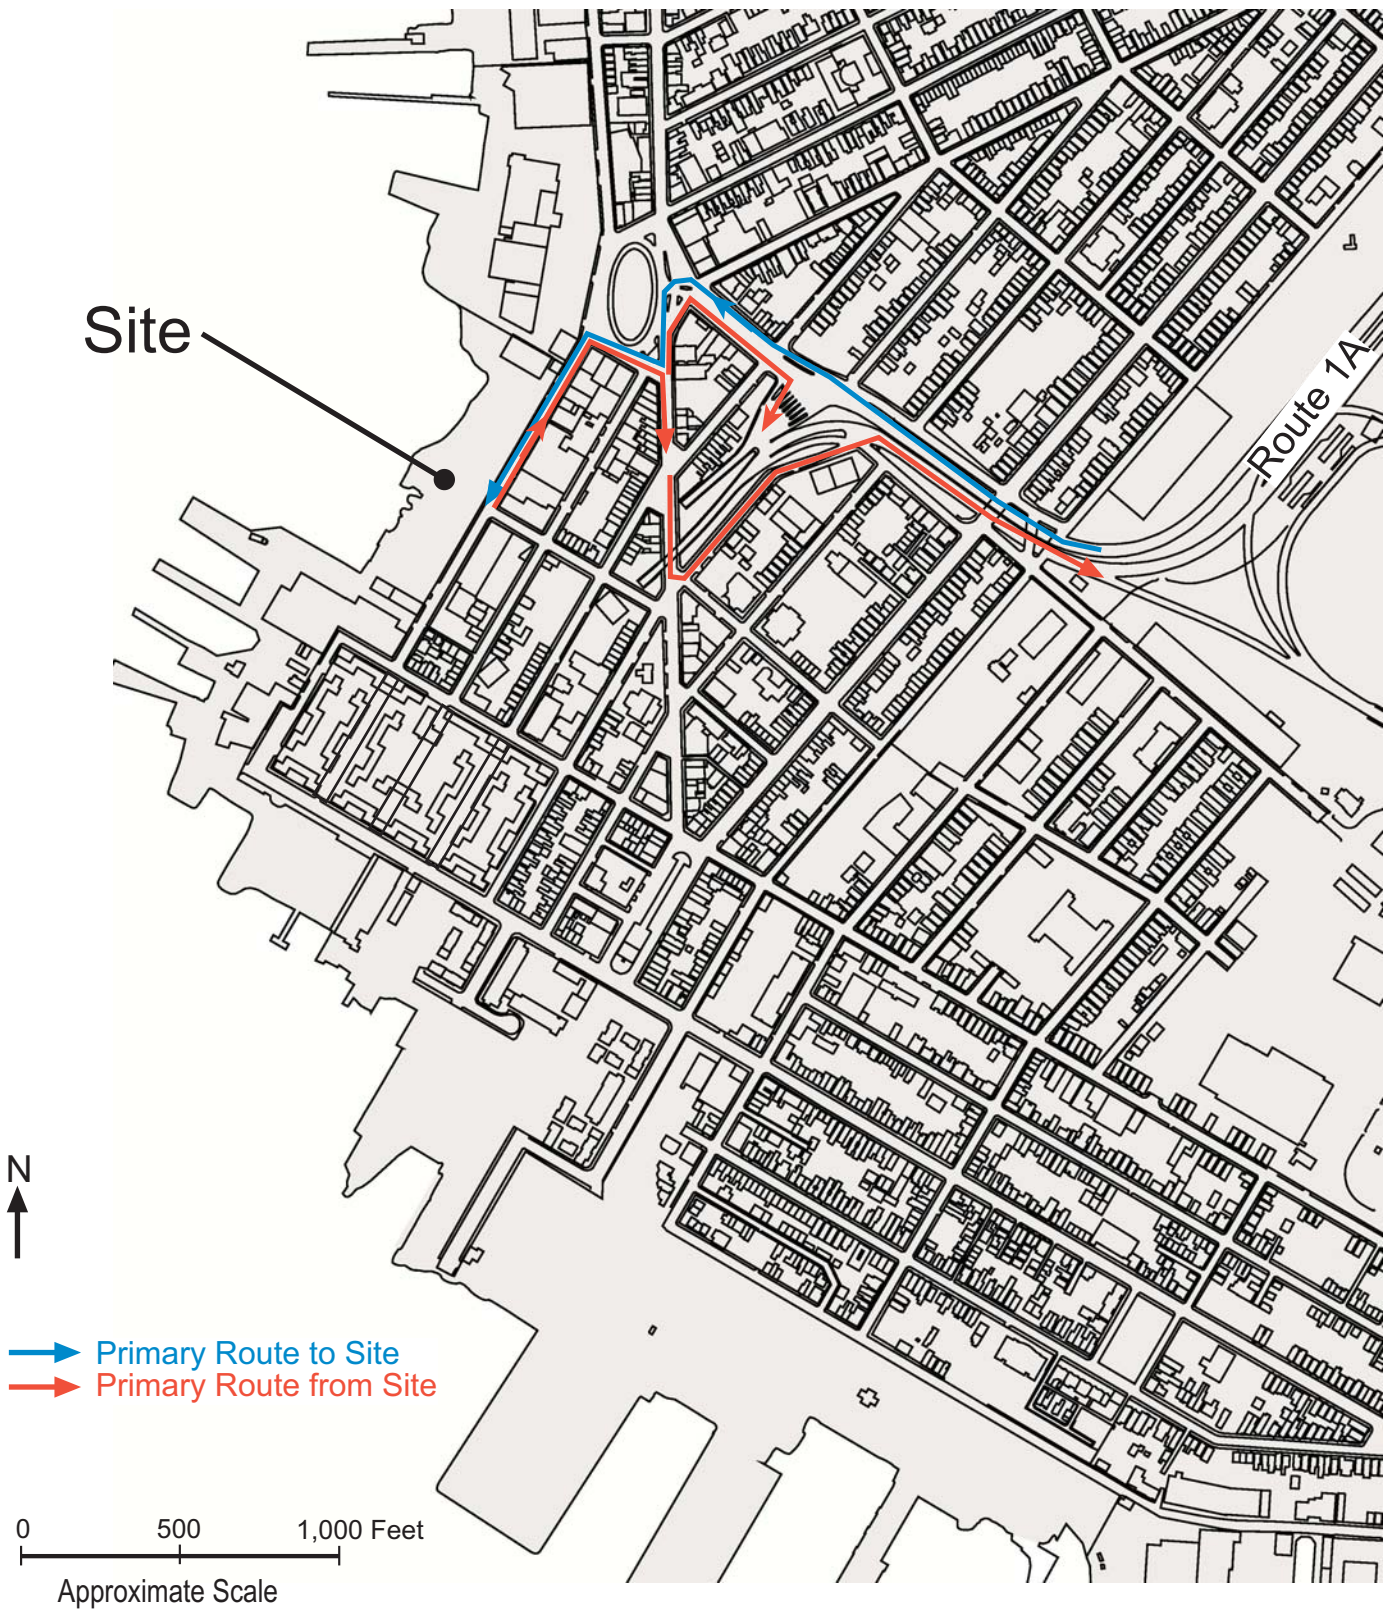 Site
Route 1A
N
Primary Route to Site
Primary Route from Site
0 500 1,000 Feet
Approximate Scale